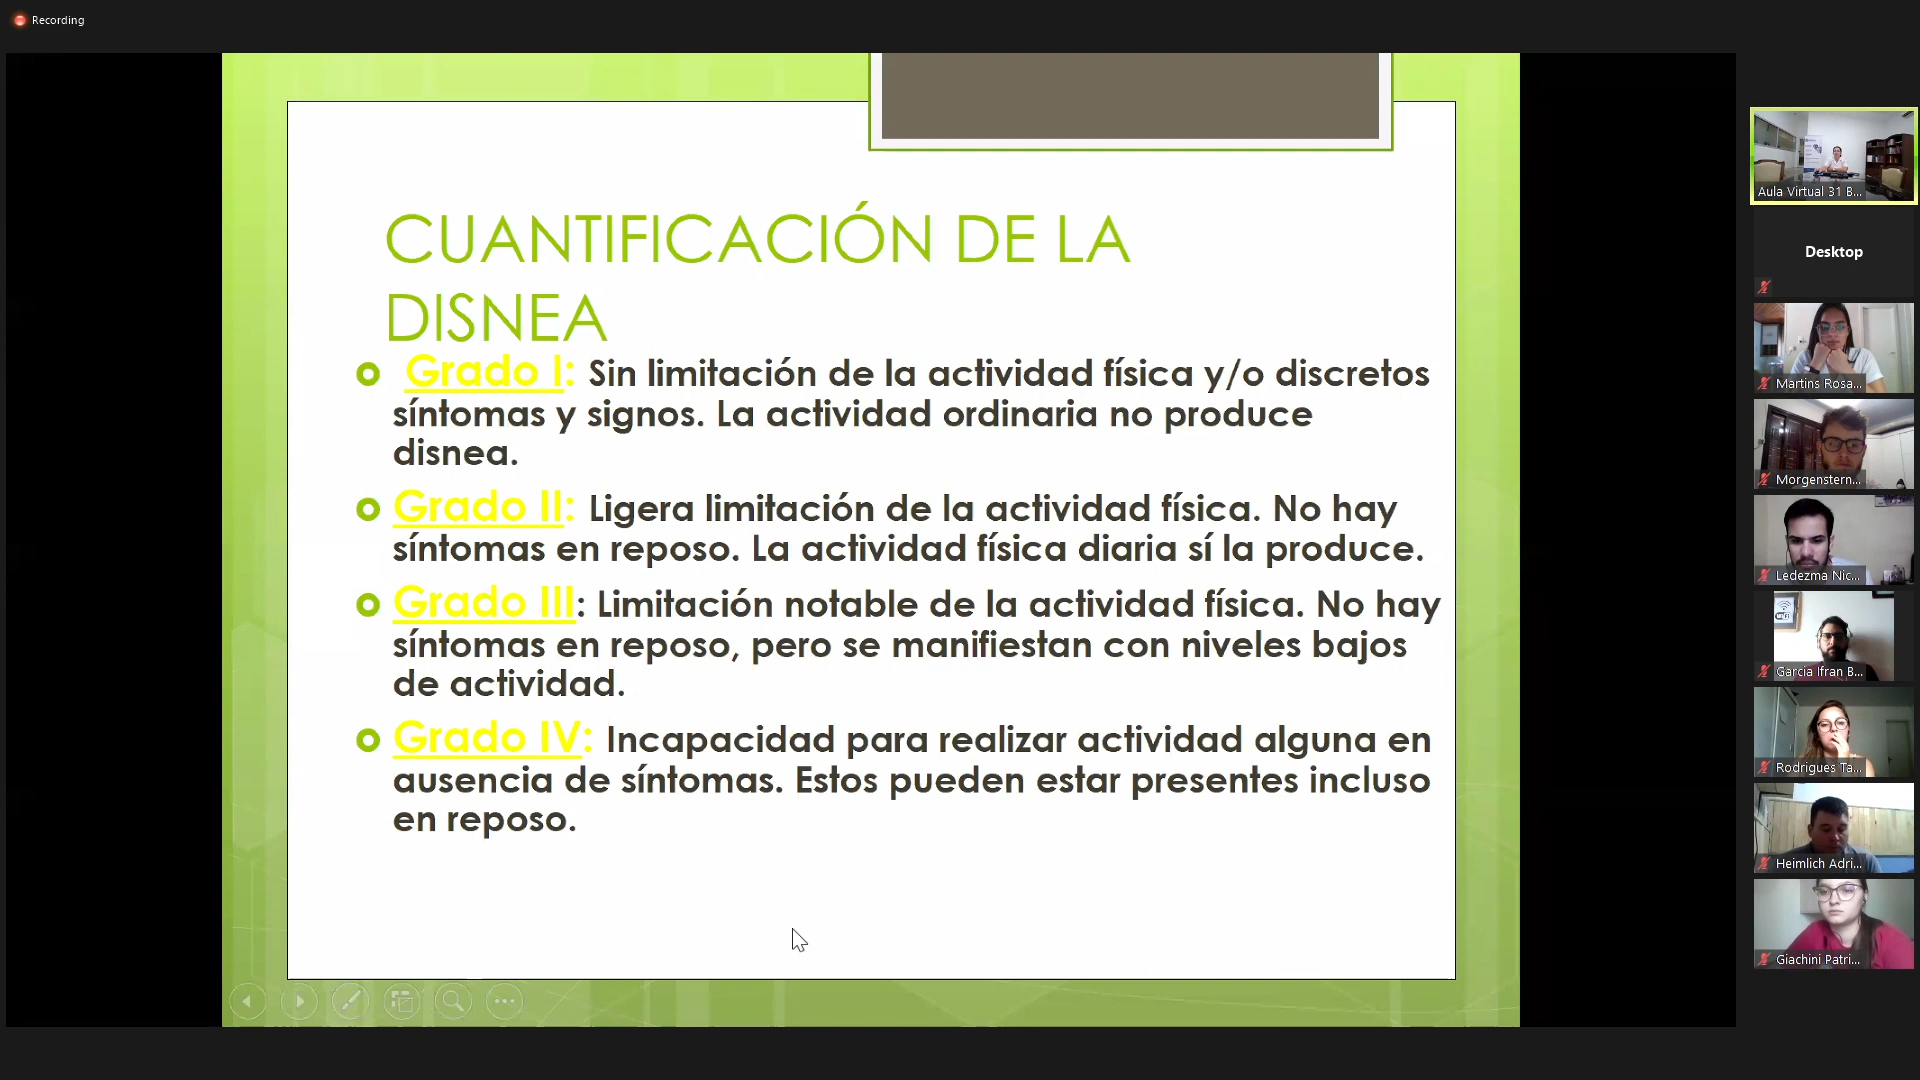 Recording
CUANTIFICACIÓN DE LA
DISNEA
Grado I: Sin limitación de la actividad física y/o discretos
síntomas y signos. La actividad ordinaria no produce
disnea.
Grado II: Ligera limitación de la actividad física. No hay
síntomas en reposo. La actividad física diaria sí la produce.
Grado III: Limitación notable de la actividad física. No hay
síntomas en reposo, pero se manifiestan con niveles bajos
de actividad.
Grado IV: Incapacidad para realizar actividad alguna en
ausencia de síntomas. Estos pueden estar presentes incluso
en reposo.
Aula Virtual 31 B...
Desktop
Martins Rosa...
Morgenstern...
Ledezma Nic...
Garcia Ifran B...
Rodrigues Ta...
Heimlich Adri...
Giachini Patri...